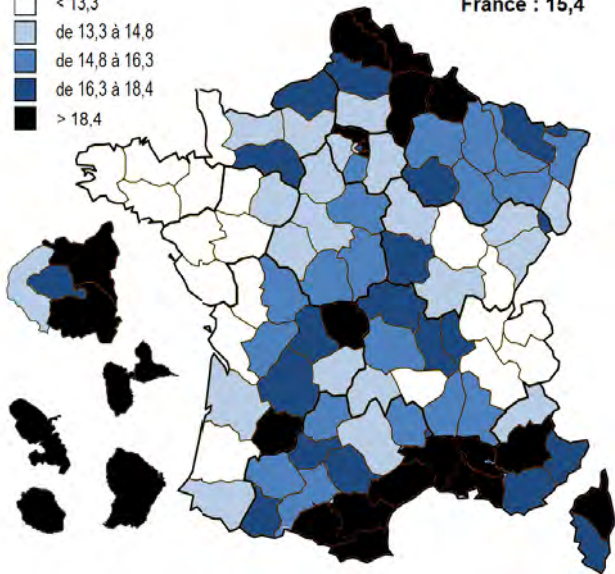 < 13,3
France : 15,4
de 13,3 à 14,8
de 14,8 à 16,3
de 16,3 à 18,4
> 18,4